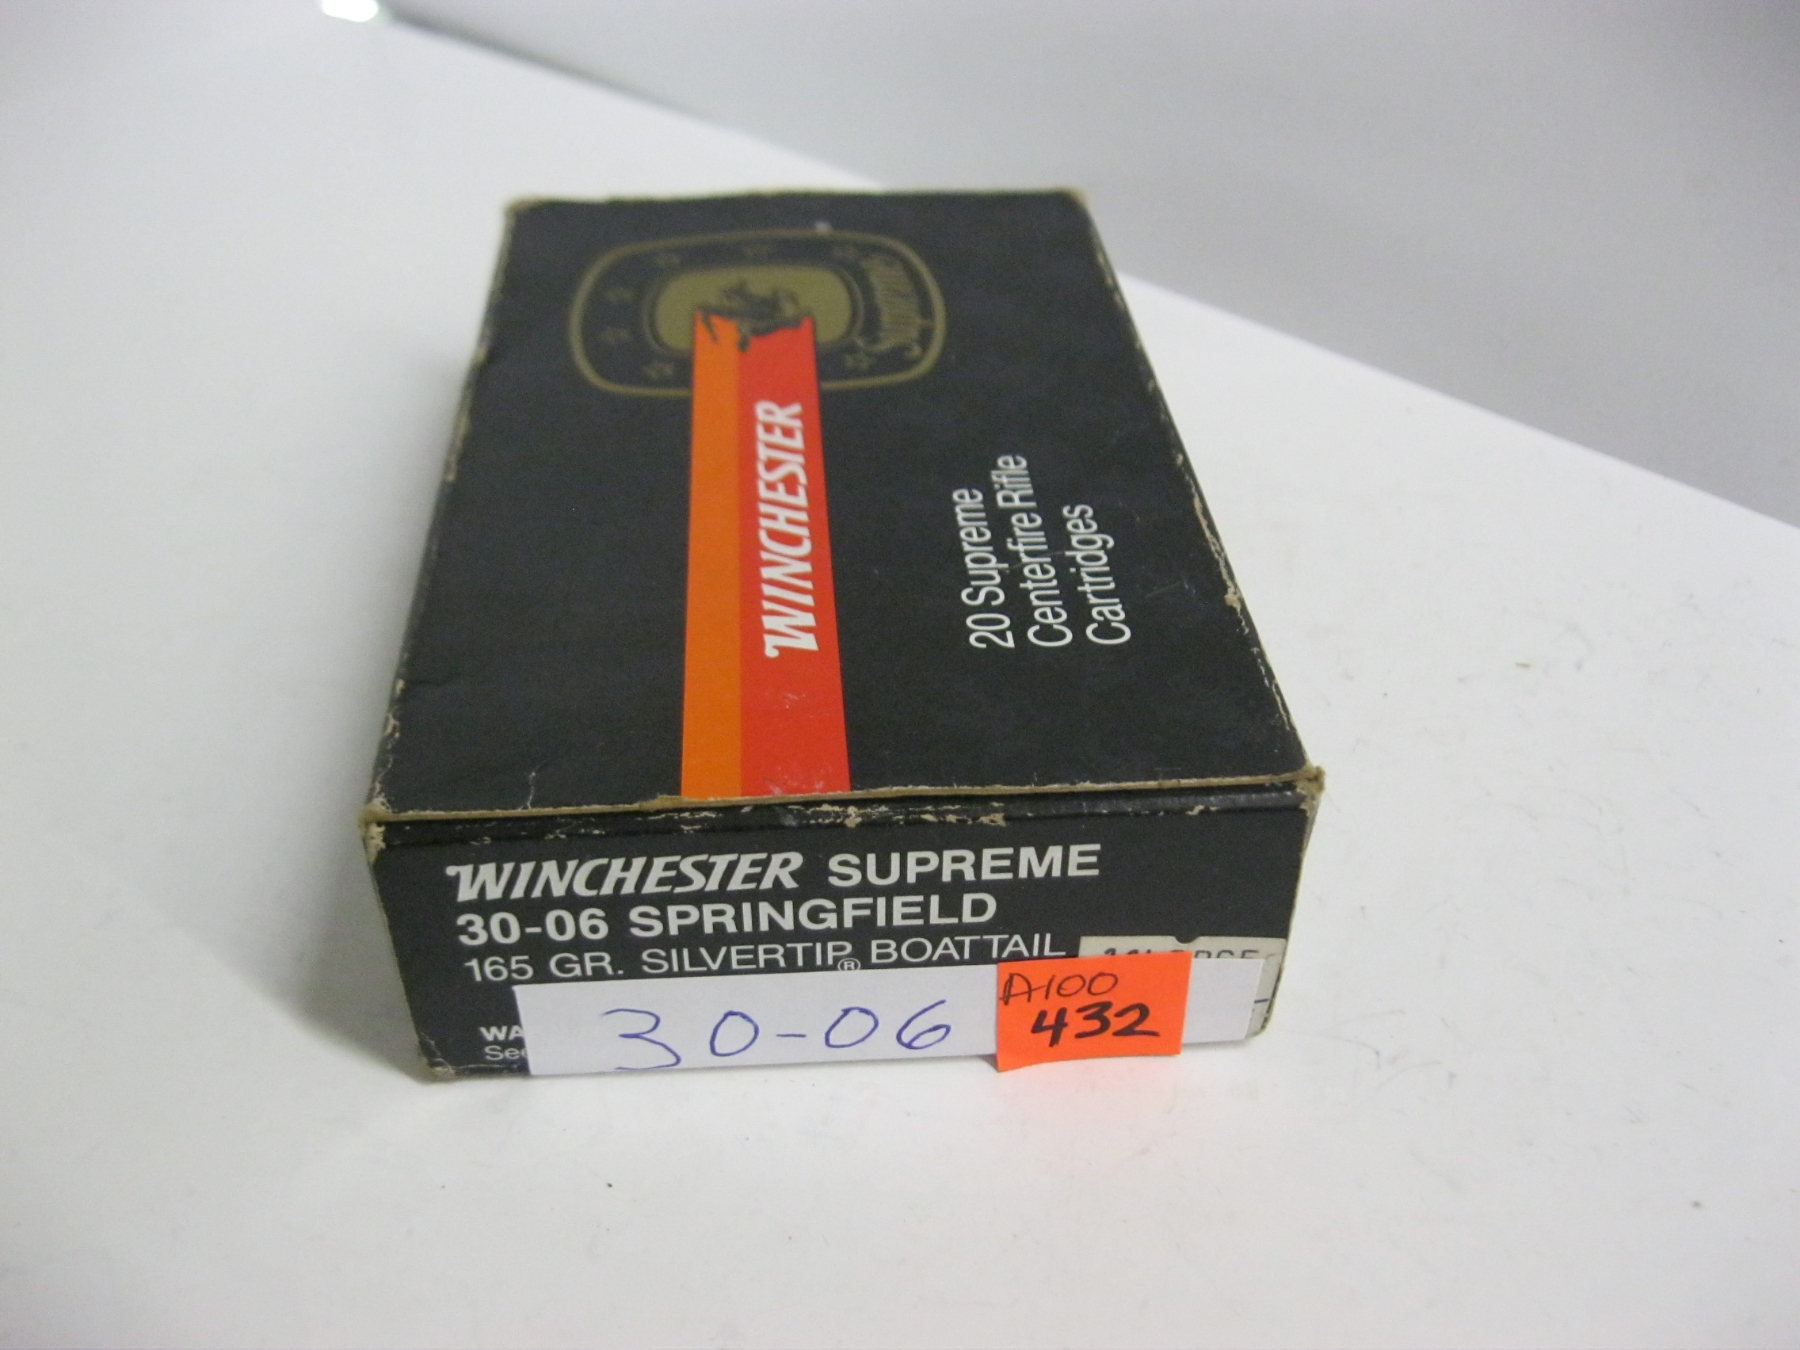 Supreme
WINCHESTER
20 Supreme
Centerfire Rifle
Cartridges
WINCHESTER SUPREME
30-06 SPRINGFIELD
165 GR. SILVERTIP® BOATTAIL
30-06
A100
432